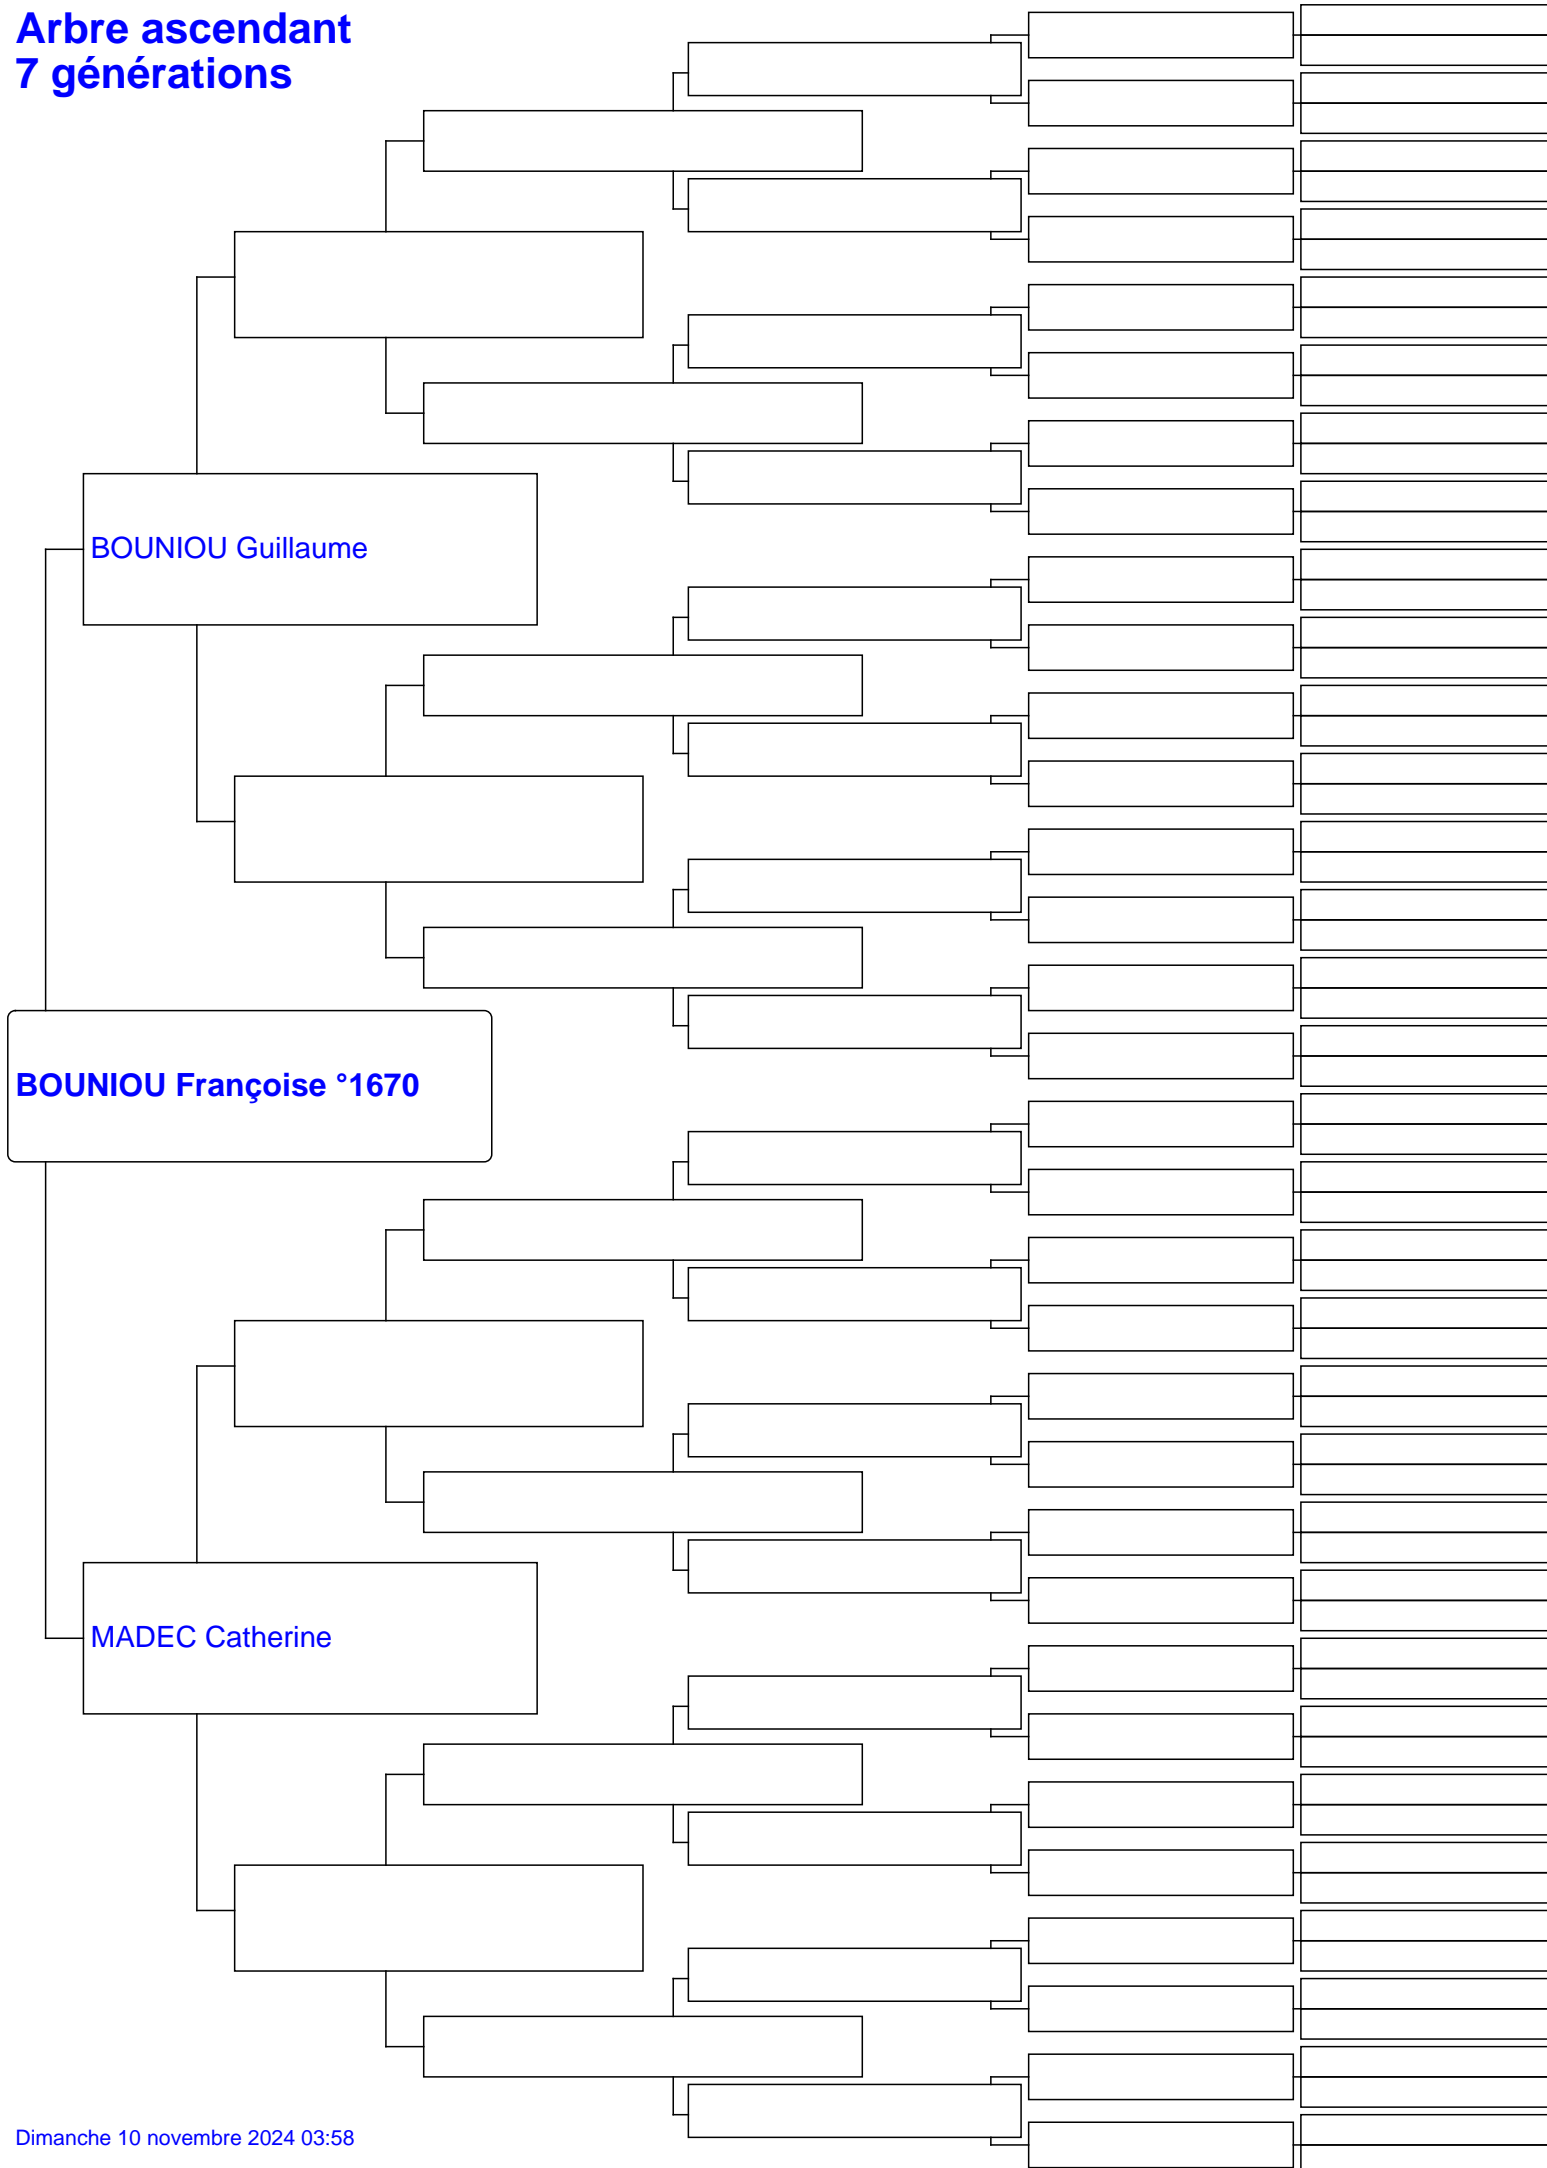 Arbre ascendant
7 générations
BOUNIOU Guillaume
BOUNIOU Françoise °1670
MADEC Catherine
Dimanche 10 novembre 2024 03:58